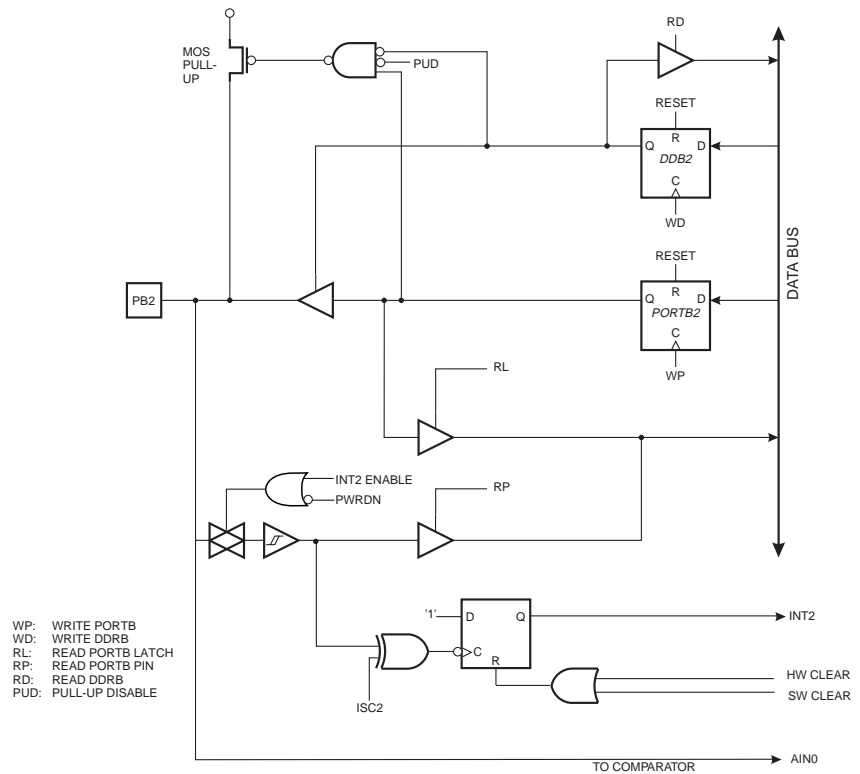 RD
MOS
PULL-
UP
PUD
RESET
R
Q
D
DDB2
C
WD
DATA BUS
RESET
R
Q
D
PORTB2
C
WP
PB2
RL
INT2 ENABLE
PWRDN
RP
'1'
D
Q
C
R
INT2
ISC2
HW CLEAR
SW CLEAR
WP: WRITE PORTB
WD: WRITE DDRB
RL: READ PORTB LATCH
RP: READ PORTB PIN
RD: READ DDRB
PUD: PULL-UP DISABLE
TO COMPARATOR
AIN0